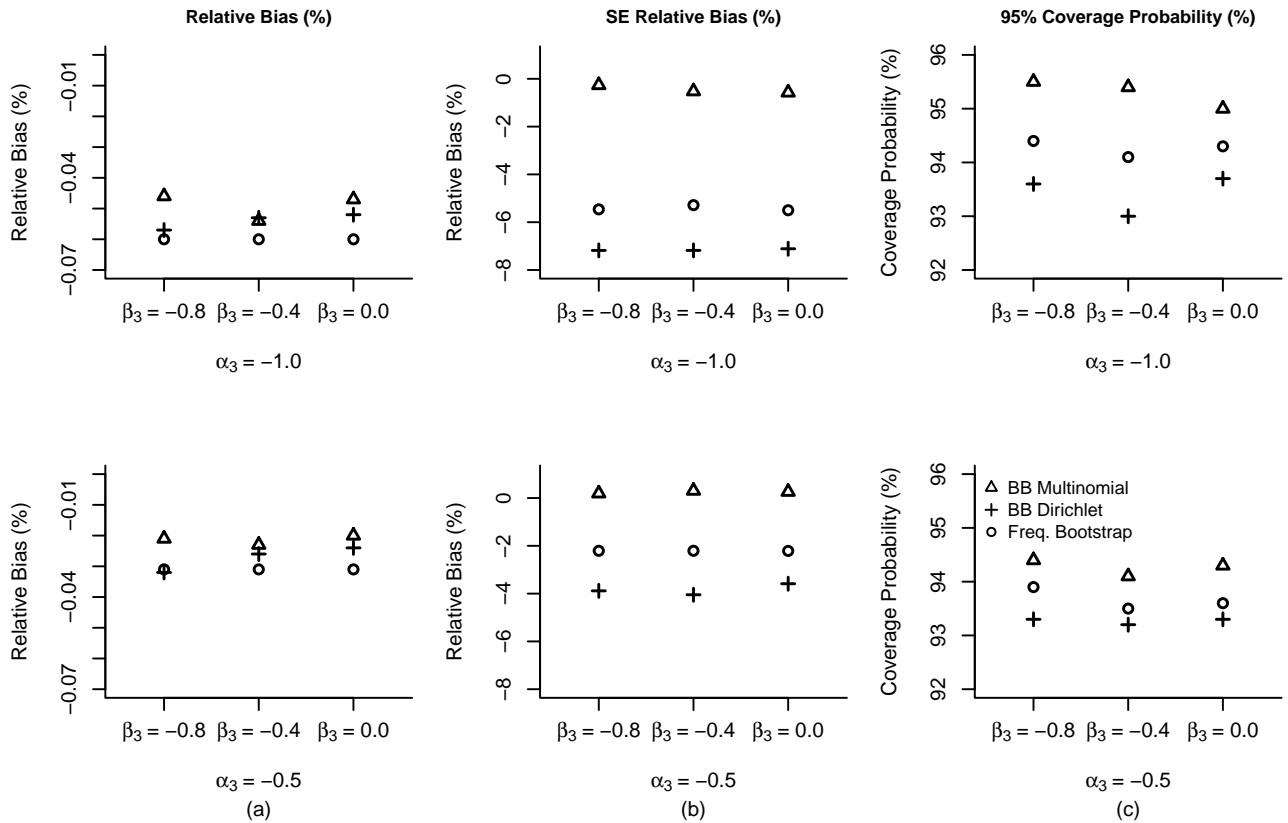 Relative Bias (%)
SE Relative Bias (%)
95% Coverage Probability (%)
Relative Bias (%)
−0.01
−0.04
−0.07
β3 = −0.8
β3 = −0.4
β3 = 0.0
α3 = −1.0
Relative Bias (%)
0
−2
−4
−6
−8
β3 = −0.8
β3 = −0.4
β3 = 0.0
α3 = −1.0
Coverage Probability (%)
96
95
94
93
92
β3 = −0.8
β3 = −0.4
β3 = 0.0
α3 = −1.0
Relative Bias (%)
−0.01
−0.04
−0.07
β3 = −0.8
β3 = −0.4
β3 = 0.0
α3 = −0.5
(a)
Relative Bias (%)
0
−2
−4
−6
−8
β3 = −0.8
β3 = −0.4
β3 = 0.0
α3 = −0.5
(b)
Coverage Probability (%)
96
95
94
93
92
BB Multinomial
BB Dirichlet
Freq. Bootstrap
β3 = −0.8
β3 = −0.4
β3 = 0.0
α3 = −0.5
(c)